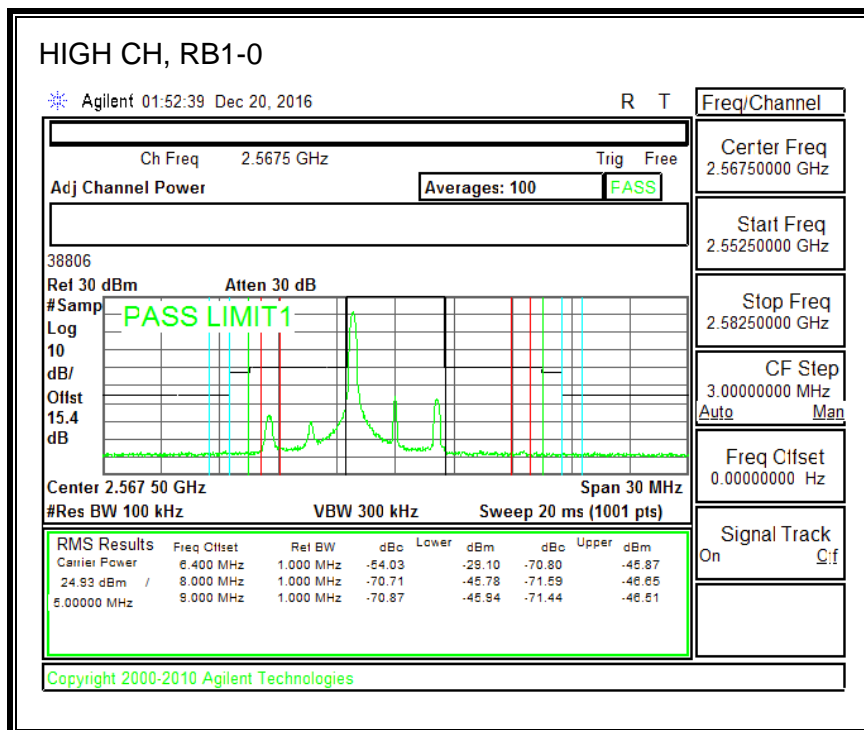 HIGH CH, RB1-0
Agilent 01:52:39 Dec 20, 2016 R T
Freq/Channel
Ch Freq 2.5675 GHz Trig Free
Adj Channel Power Averages: 100 PASS
38806
Ref 30 dBm Atten 30 dB
#Samp
Log
10
dB/
Offst
15.4
dB
PASS LIMIT1
Center 2.567 50 GHz Span 30 MHz
#Res BW 100 kHz VBW 300 kHz Sweep 20 ms (1001 pts)
RMS Results Freq Offset Ref BW dBc Lower dBm dBc Upper dBm
Carrier Power 6.400 MHz 1.000 MHz -54.03 -29.10 -70.80 -45.87
24.93 dBm / 8.000 MHz 1.000 MHz -70.71 -45.78 -71.59 -46.65
5.00000 MHz 9.000 MHz 1.000 MHz -70.87 -45.94 -71.44 -46.51
Copyright 2000-2010 Agilent Technologies
Center Freq
2.56750000 GHz
Start Freq
2.55250000 GHz
Stop Freq
2.58250000 GHz
CF Step
3.00000000 MHz
Auto Man
Freq Offset
0.00000000 Hz
Signal Track
On Off